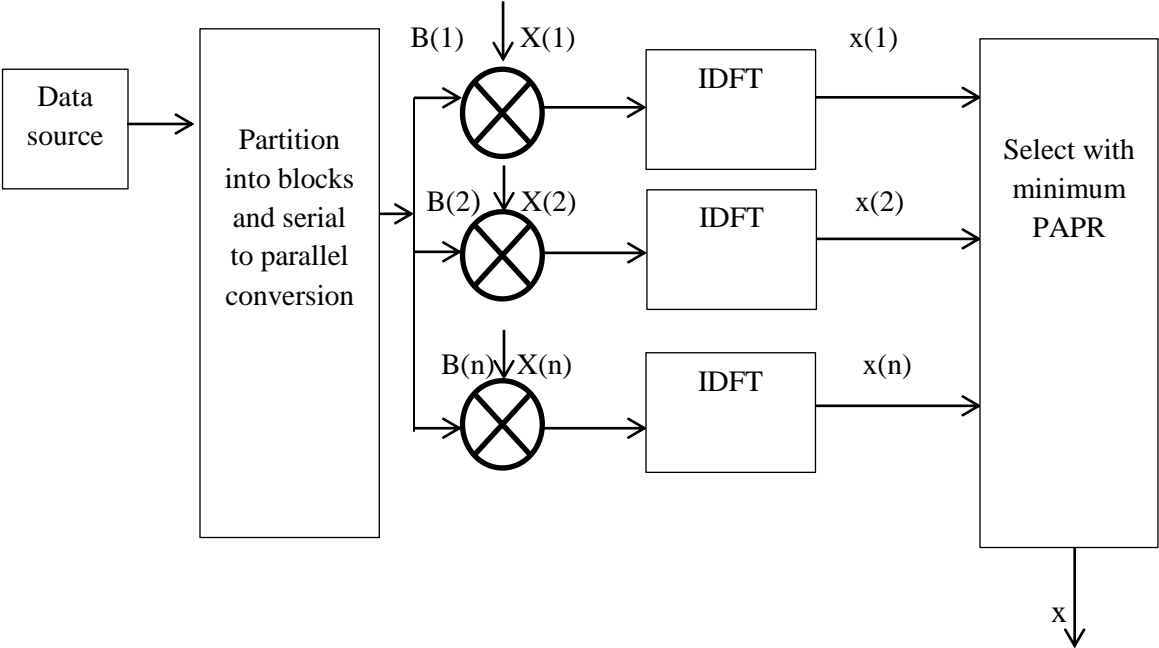 Data
source
Partition
into blocks
and serial
to parallel
conversion
B(1)
X(1)
IDFT
x(1)
B(2)
X(2)
IDFT
x(2)
B(n)
X(n)
IDFT
x(n)
Select with
minimum
PAPR
x